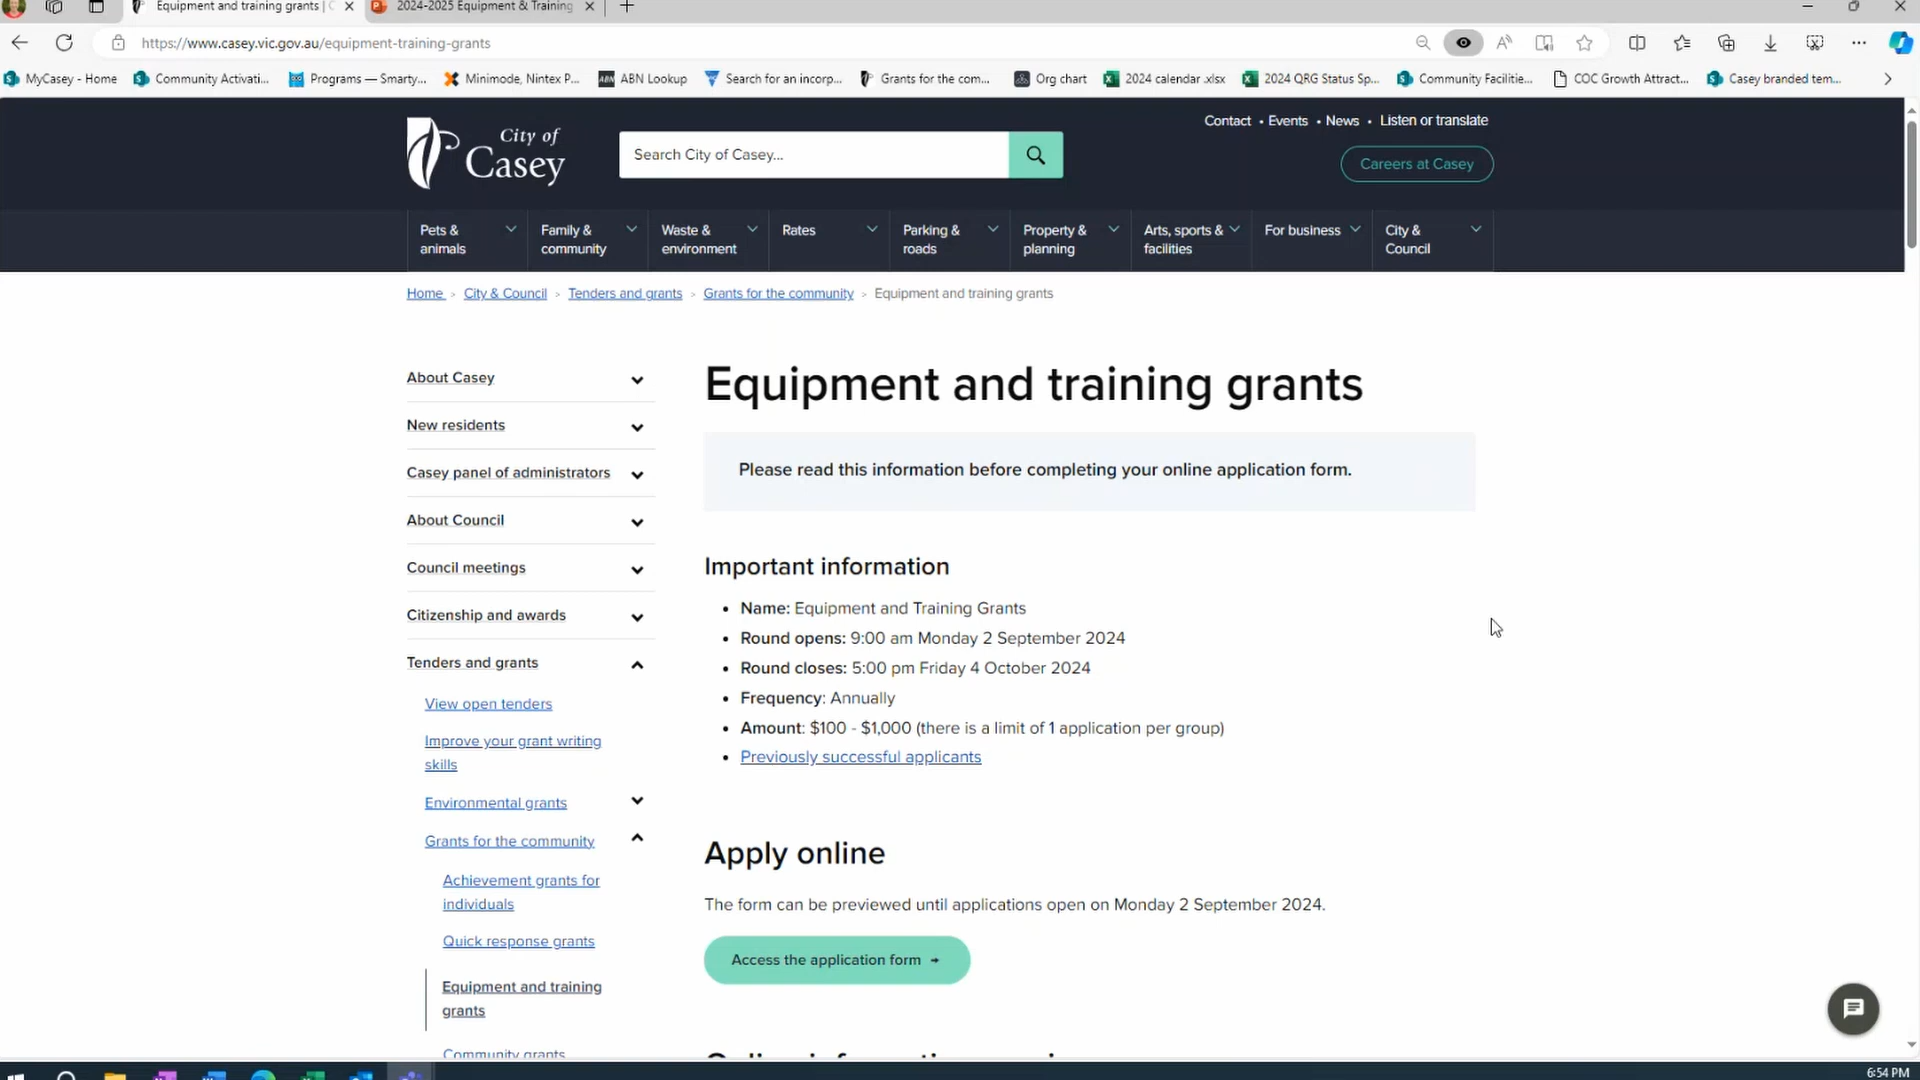 Equipment and training grants | C
2024-2025 Equipment & Training
https://www.casey.vic.gov.au/equipment-training-grants
MyCasey - Home
Community Activati...
Programs — Smarty...
Minimode, Nintex P...
ABN Lookup
Search for an incorp...
Grants for the com...
Org chart
2024 calendar .xlsx
2024 QRG Status Sp...
Community Facilitie...
COC Growth Attract...
Casey branded tem...
City of
Casey
Search City of Casey...
Contact • Events • News • Listen or translate
Careers at Casey
Pets &
animals
Family &
community
Waste &
environment
Rates
Parking &
roads
Property &
planning
Arts, sports &
facilities
For business
City &
Council
Home > City & Council > Tenders and grants > Grants for the community > Equipment and training grants
About Casey
New residents
Casey panel of administrators
About Council
Council meetings
Citizenship and awards
Tenders and grants
View open tenders
Improve your grant writing
skills
Environmental grants
Grants for the community
Achievement grants for
individuals
Quick response grants
Equipment and training
grants
Community grants
Equipment and training grants
Please read this information before completing your online application form.
Important information
• Name: Equipment and Training Grants
• Round opens: 9:00 am Monday 2 September 2024
• Round closes: 5:00 pm Friday 4 October 2024
• Frequency: Annually
• Amount: $100 - $1,000 (there is a limit of 1 application per group)
• Previously successful applicants
Apply online
The form can be previewed until applications open on Monday 2 September 2024.
Access the application form
6:54 PM